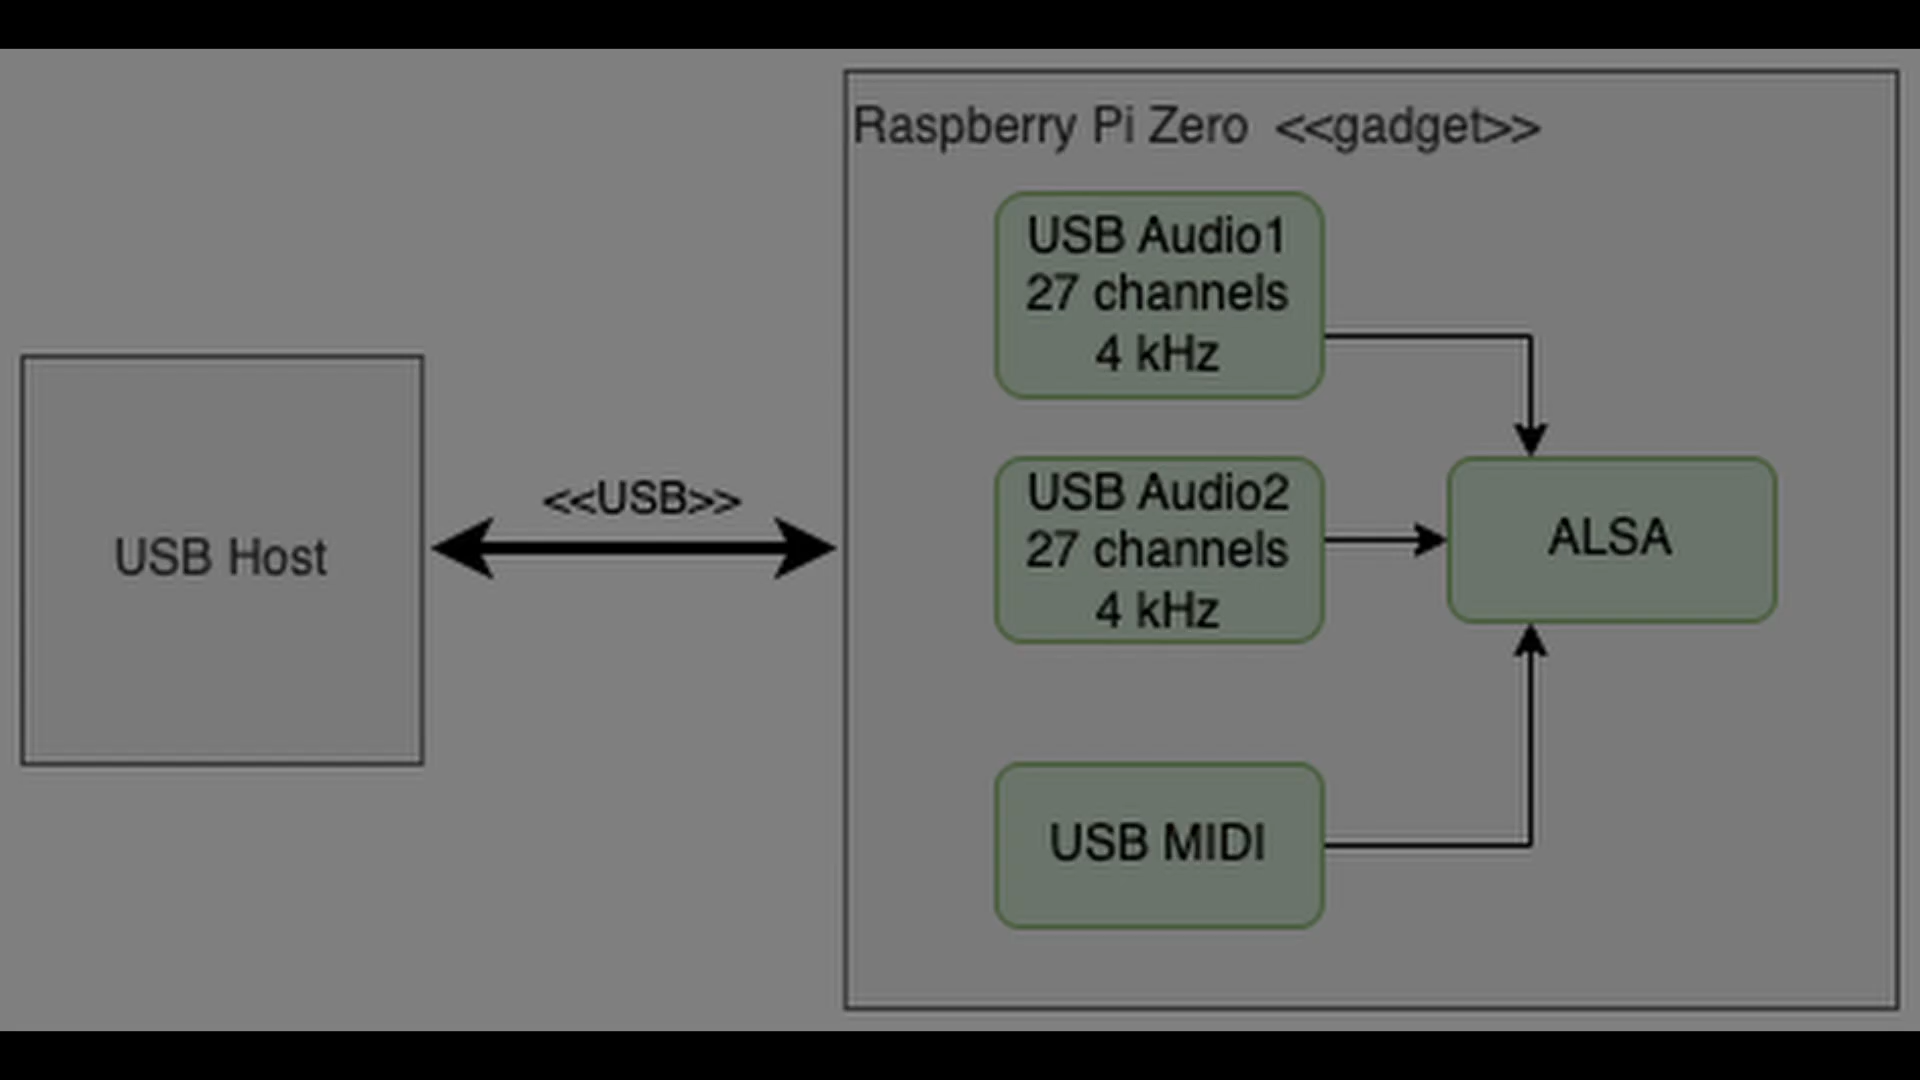 Raspberry Pi Zero <<gadget>>
USB Audio1
27 channels
4 kHz
USB Host
<<USB>>
USB Audio2
27 channels
4 kHz
ALSA
USB MIDI